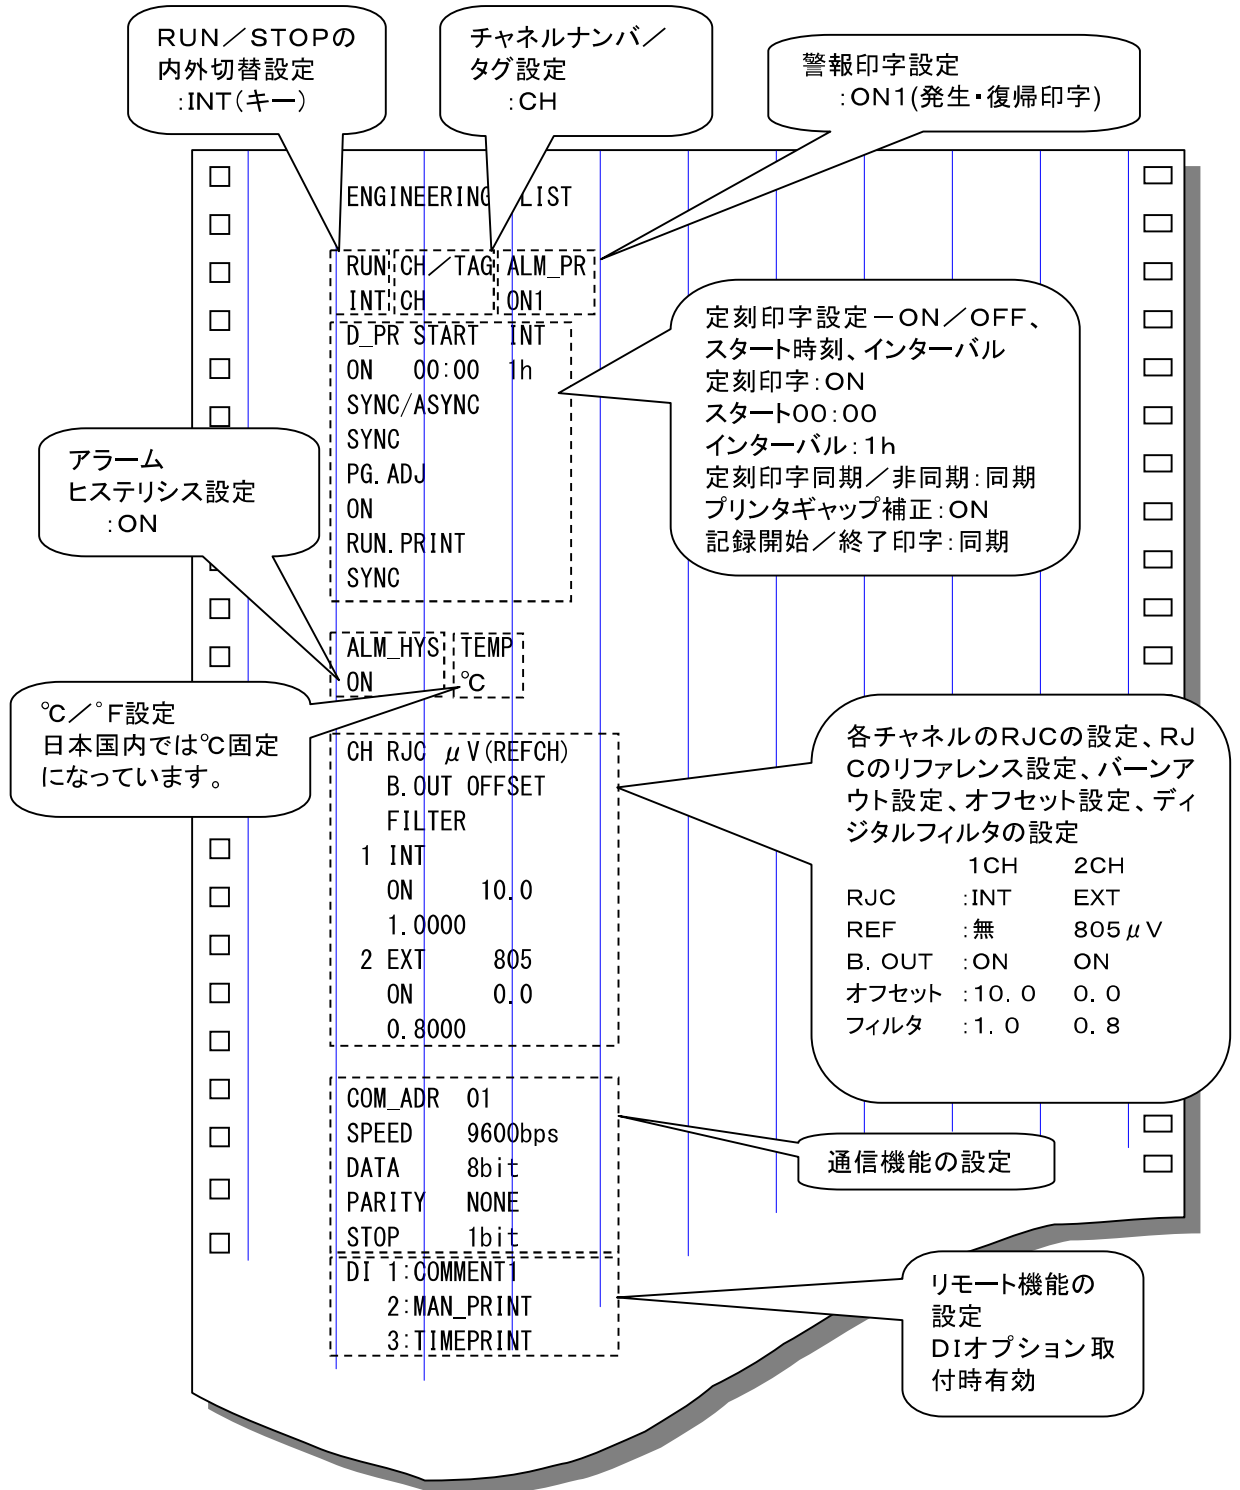 RUN／STOPの
内外切替設定
:INT(キー)
チャネルナンバ／
タグ設定
:CH
警報印字設定
:ON1(発生・復帰印字)
ENGINEERING LIST
RUN CH／TAG ALM_PR
INT CH ON1
D_PR START INT
ON 00:00 1h
SYNC/ASYNC
SYNC
PG.ADJ
ON
RUN.PRINT
SYNC
定刻印字設定－ON／OFF、
スタート時刻、インターバル
定刻印字:ON
スタート00:00
インターバル:1h
定刻印字同期／非同期:同期
プリンタギャップ補正:ON
記録開始／終了印字:同期
アラーム
ヒステリシス設定
:ON
ALM_HYS TEMP
ON ℃
℃／°F設定
日本国内では℃固定
になっています。
CH RJC μV(REFCH)
B.OUT OFFSET
FILTER
1 INT
ON 10.0
1.0000
2 EXT 805
ON 0.0
0.8000
各チャネルのRJCの設定、RJ
Cのリファレンス設定、バーンア
ウト設定、オフセット設定、ディ
ジタルフィルタの設定
1CH 2CH
RJC :INT EXT
REF :無 805μV
B．OUT :ON ON
オフセット :10．0 0．0
フィルタ :1．0 0．8
COM_ADR 01
SPEED 9600bps
DATA 8bit
PARITY NONE
STOP 1bit
通信機能の設定
DI 1:COMMENT1
2:MAN_PRINT
3:TIMEPRINT
リモート機能の
設定
DIオプション取
付時有効